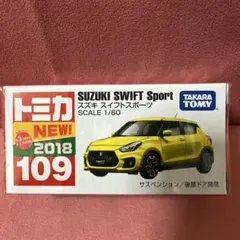 トミカ
NEW!
2018
109
SUZUKI SWIFT Sport
スズキ スイフトスポーツ
SCALE 1/60
TAKARA
TOMY
サスペンション/後部ドア開閉